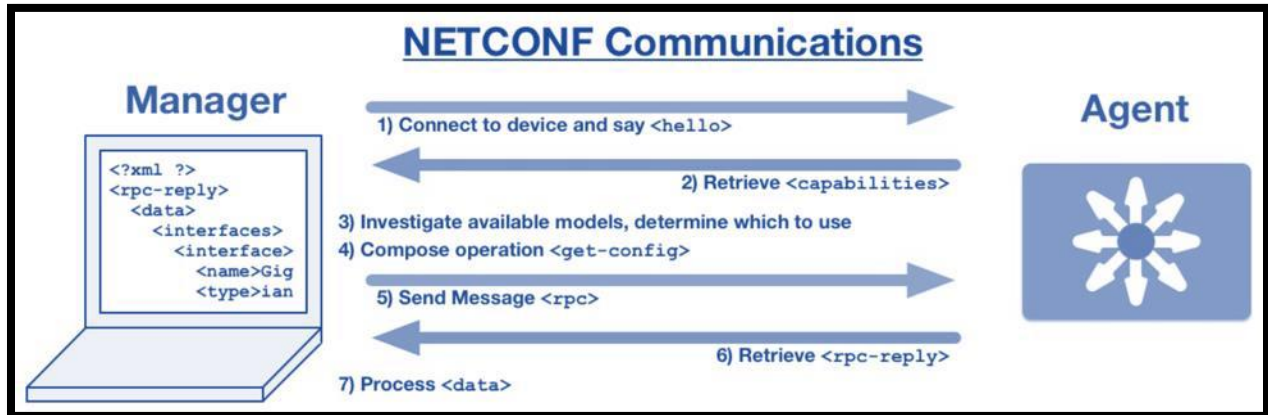 NETCONF Communications
Manager
Agent
1) Connect to device and say <hello>
2) Retrieve <capabilities>
3) Investigate available models, determine which to use
4) Compose operation <get-config>
5) Send Message <rpc>
6) Retrieve <rpc-reply>
7) Process <data>
<?xml ?>
<rpc-reply>
<data>
<interfaces>
<interface>
<name>Gig
<type>ian